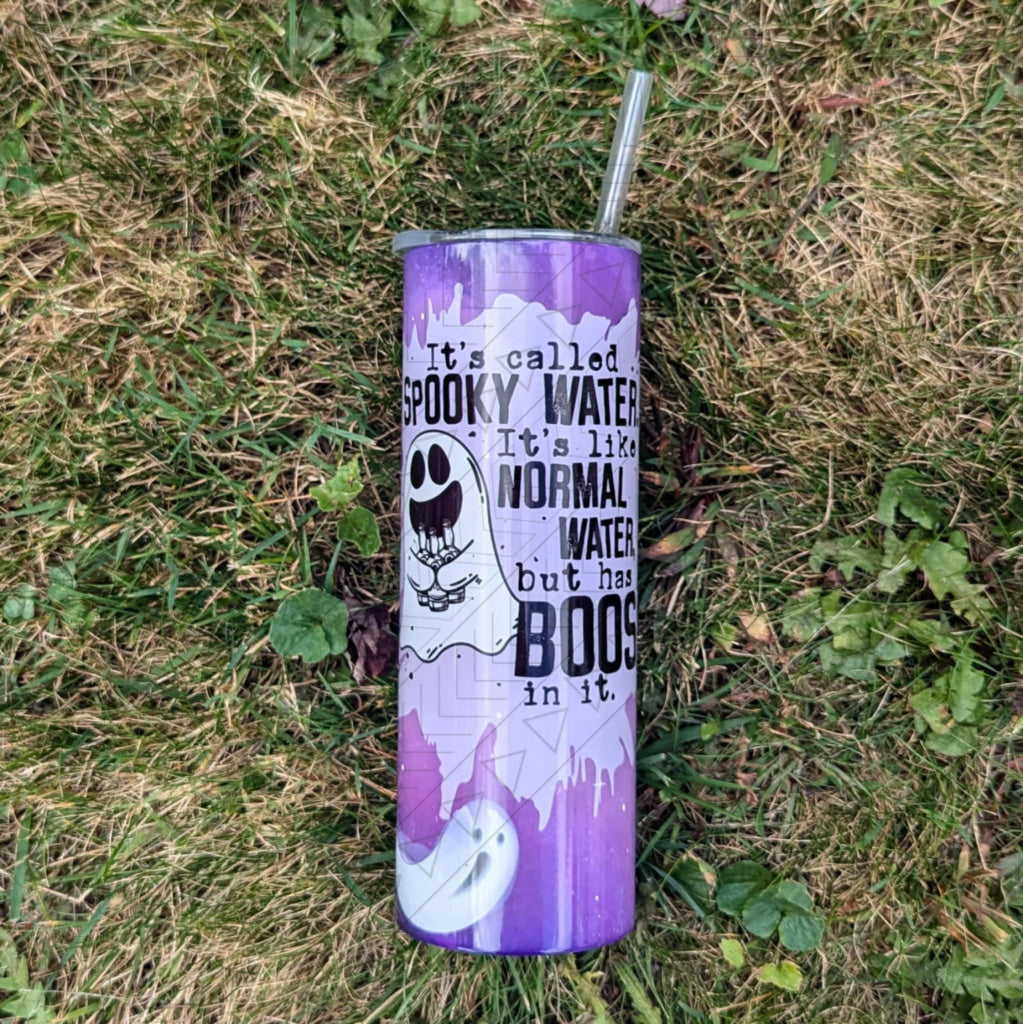 It's called
SPOOKY WATER.
It's like
NORMAL
WATER,
but has
BOOS
in it.